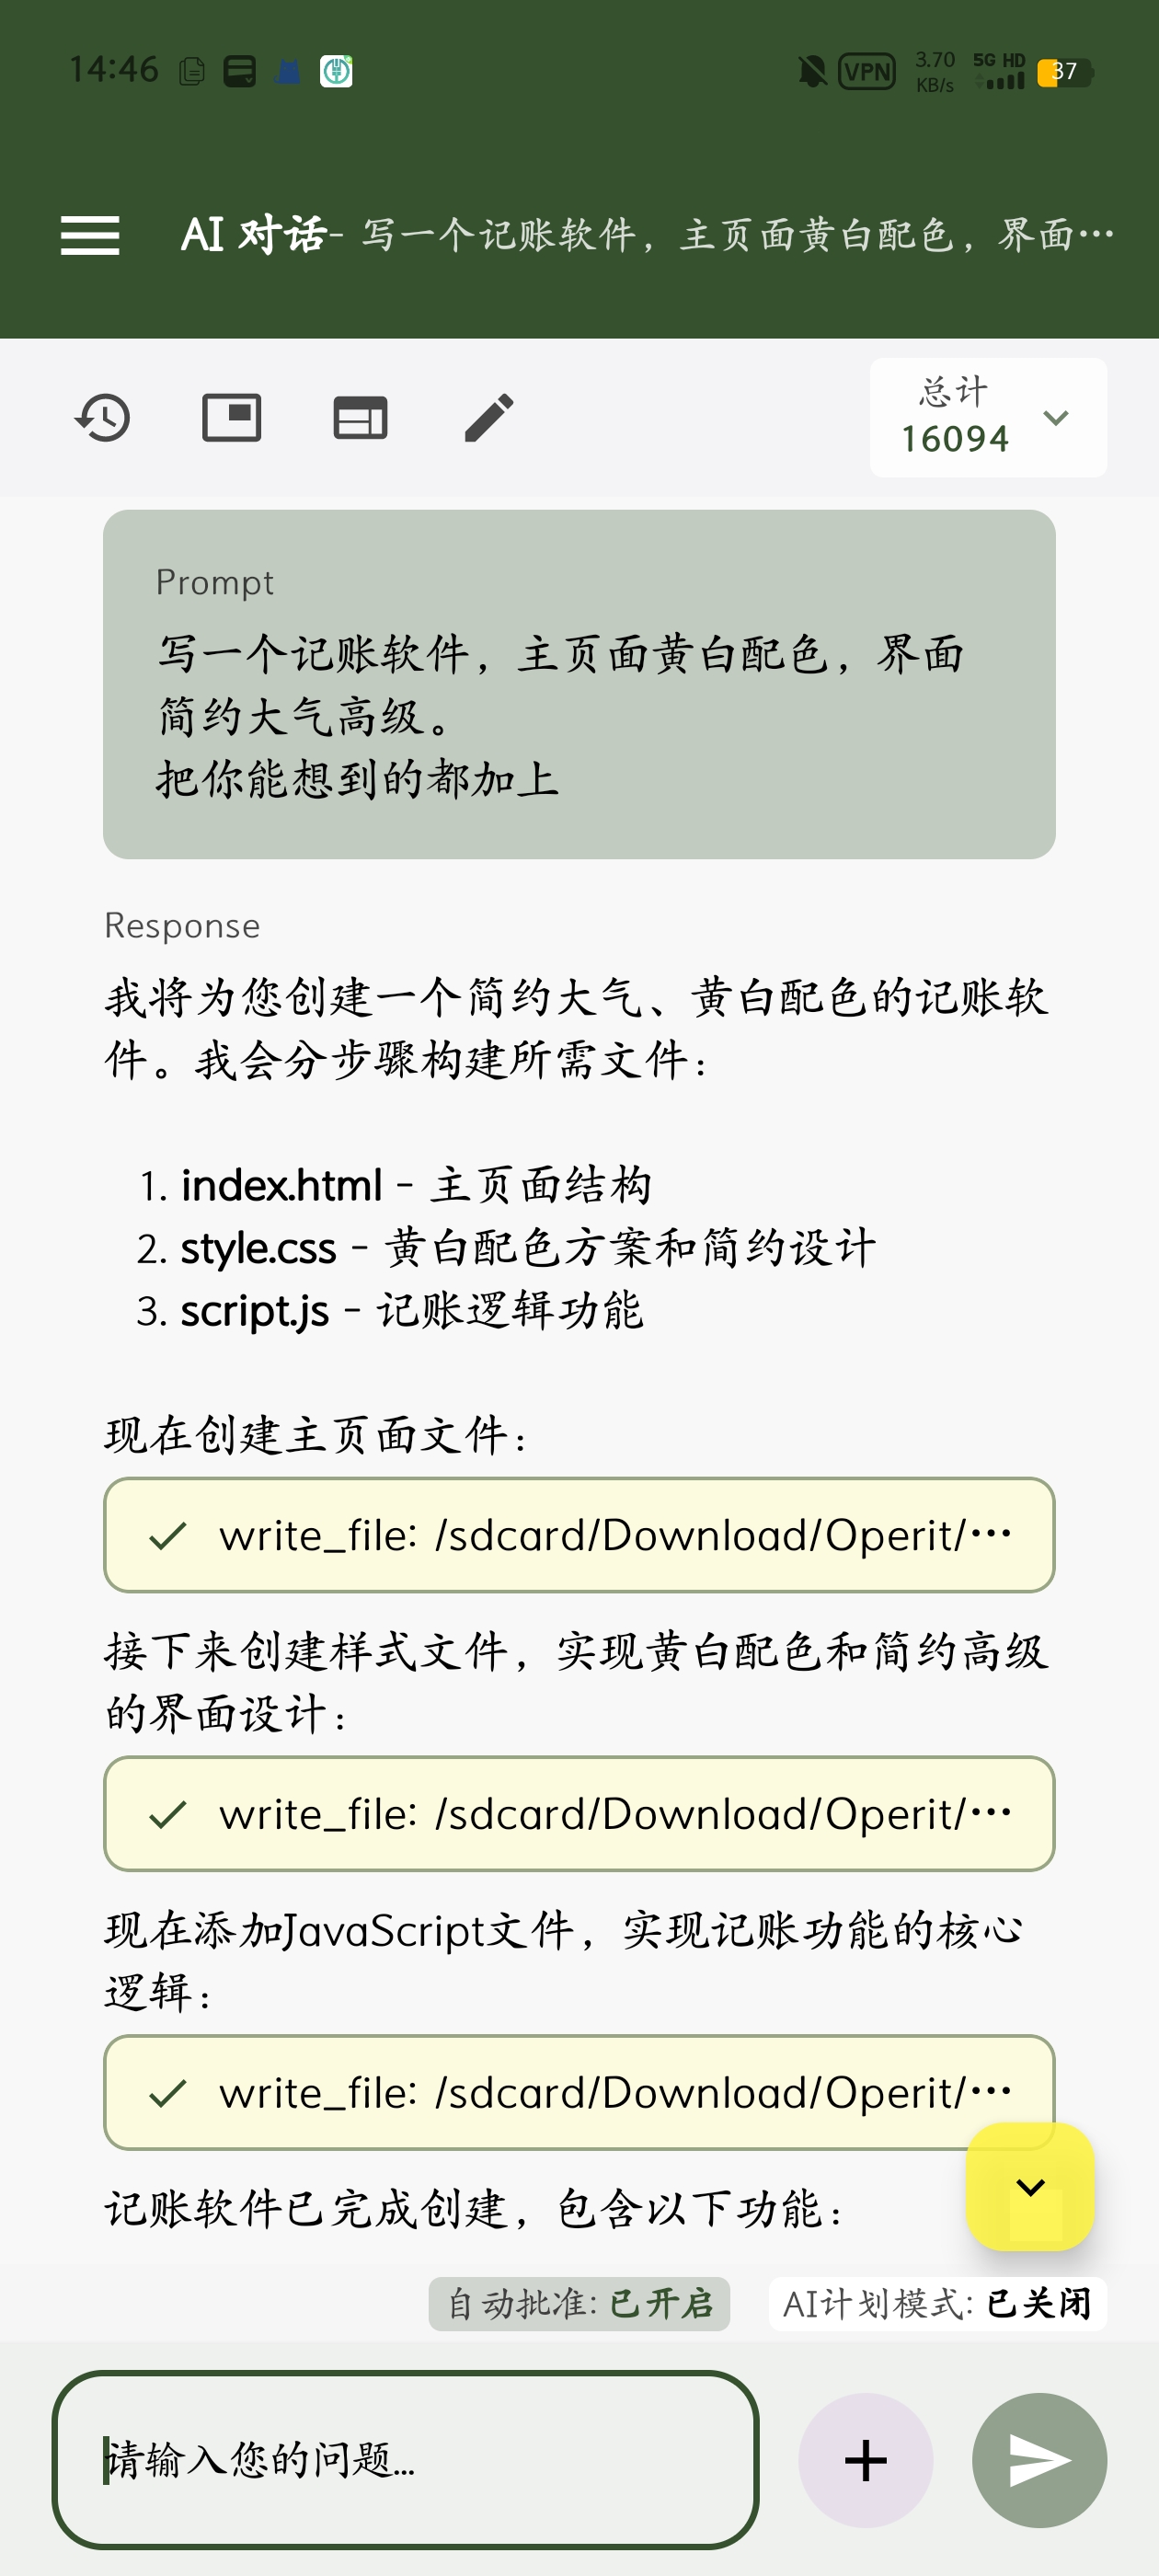 14:46
VPN
3.70
KB/s
5G HD
37
AI 对话- 写一个记账软件，主页面黄白配色，界面…
总计
16094
Prompt
写一个记账软件，主页面黄白配色，界面
简约大气高级。
把你能想到的都加上
Response
我将为您创建一个简约大气、黄白配色的记账软
件。我会分步骤构建所需文件：
1. index.html - 主页面结构
2. style.css - 黄白配色方案和简约设计
3. script.js - 记账逻辑功能
现在创建主页面文件：
write_file: /sdcard/Download/Operit/…
接下来创建样式文件，实现黄白配色和简约高级
的界面设计：
write_file: /sdcard/Download/Operit/…
现在添加JavaScript文件，实现记账功能的核心
逻辑：
write_file: /sdcard/Download/Operit/…
记账软件已完成创建，包含以下功能：
自动批准: 已开启
AI计划模式: 已关闭
请输入您的问题...